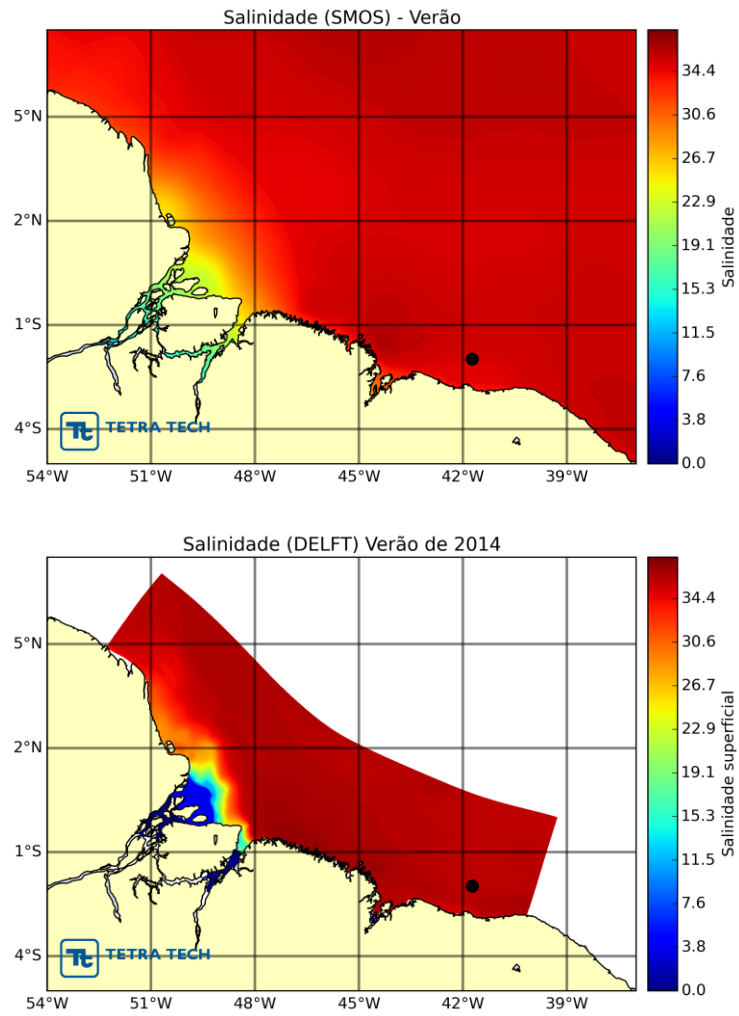 Salinidade (SMOS) - Verão
5°N
2°N
1°S
4°S
54°W 51°W 48°W 45°W 42°W 39°W
Tt TETRA TECH
34.4
30.6
26.7
22.9
19.1
15.3
11.5
7.6
3.8
0.0
Salinidade
Salinidade (DELFT) Verão de 2014
5°N
2°N
1°S
4°S
54°W 51°W 48°W 45°W 42°W 39°W
Tt TETRA TECH
34.4
30.6
26.7
22.9
19.1
15.3
11.5
7.6
3.8
0.0
Salinidade superficial